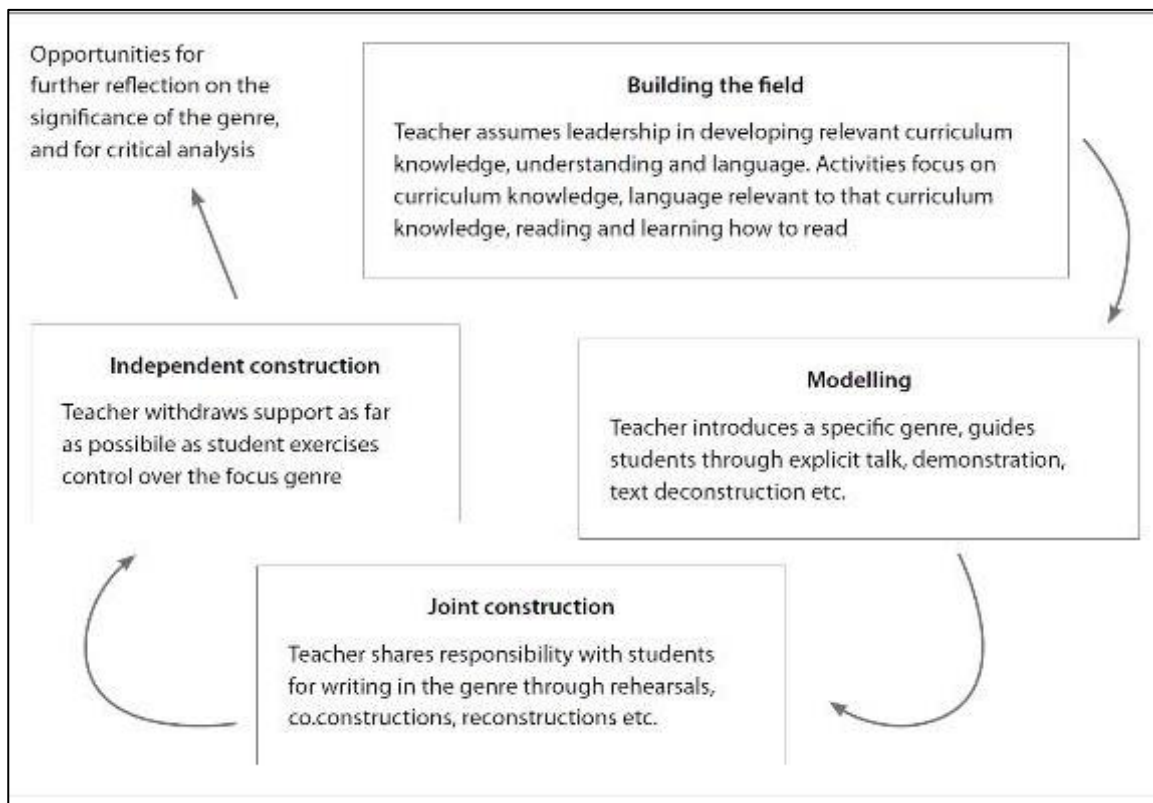 Opportunities for
further reflection on the
significance of the genre,
and for critical analysis
Building the field
Teacher assumes leadership in developing relevant curriculum
knowledge, understanding and language. Activities focus on
curriculum knowledge, language relevant to that curriculum
knowledge, reading and learning how to read
Modelling
Teacher introduces a specific genre, guides
students through explicit talk, demonstration,
text deconstruction etc.
Joint construction
Teacher shares responsibility with students
for writing in the genre through rehearsals,
co.constructions, reconstructions etc.
Independent construction
Teacher withdraws support as far
as possibile as student exercises
control over the focus genre